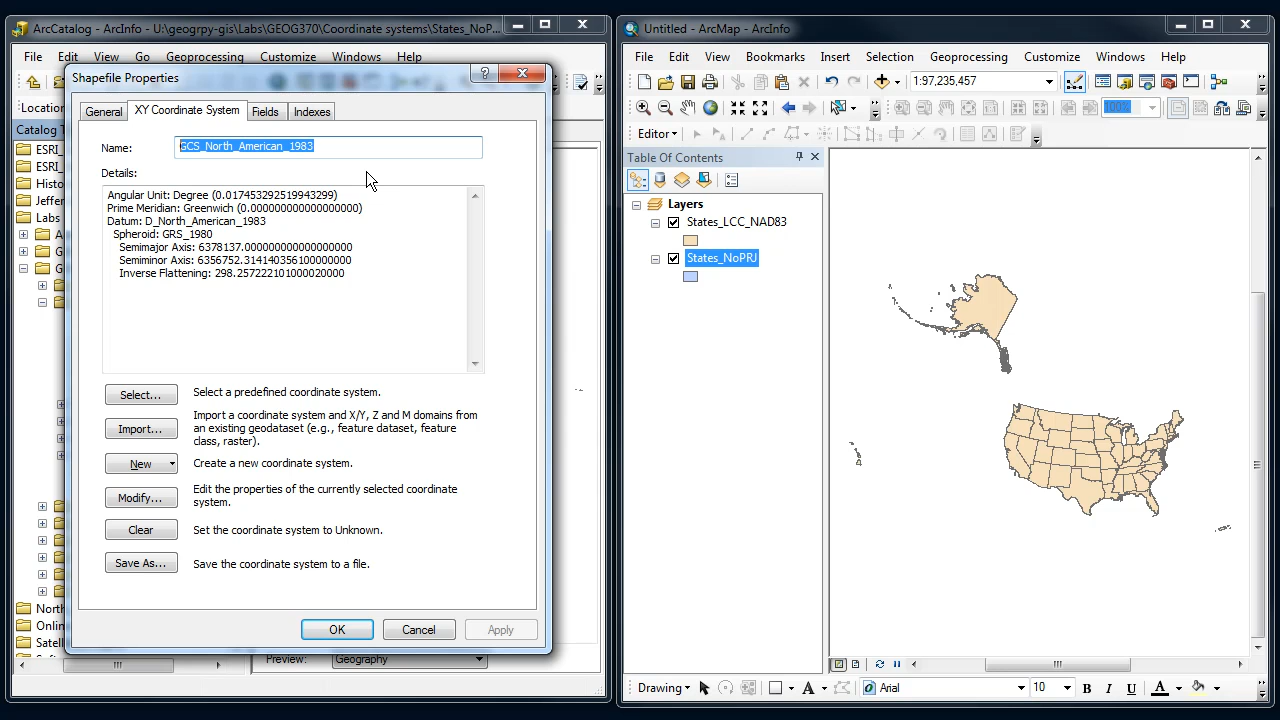 ArcCatalog - ArcInfo - U:\geogrpy-gis\Labs\GEOG370\Coordinate systems\States_NoP...
File Edit View Go Geoprocessing Customize Windows Help
Shapefile Properties
General XY Coordinate System Fields Indexes
Name: GCS_North_American_1983
Details:
Angular Unit: Degree (0.017453292519943299)
Prime Meridian: Greenwich (0.000000000000000000)
Datum: D_North_American_1983
Spheroid: GRS_1980
Semimajor Axis: 6378137.000000000000000000
Semiminor Axis: 6356752.314140356100000000
Inverse Flattening: 298.257222101000020000
Select... Select a predefined coordinate system.
Import... Import a coordinate system and X/Y, Z and M domains from
an existing geodataset (e.g., feature dataset, feature
class, raster).
New Create a new coordinate system.
Modify... Edit the properties of the currently selected coordinate
system.
Clear Set the coordinate system to Unknown.
Save As... Save the coordinate system to a file.
OK Cancel Apply
Location
Catalog T
ESRI_
ESRI
Histo
Jeffer
Labs
A
G
G
North
Onlin
Satell
Preview: Geography
Untitled - ArcMap - ArcInfo
File Edit View Bookmarks Insert Selection Geoprocessing Customize Windows Help
1:97,235,457
100%
Editor
Table Of Contents
Layers
States_LCC_NAD83
States_NoPRJ
Drawing A Arial 10 B I U A